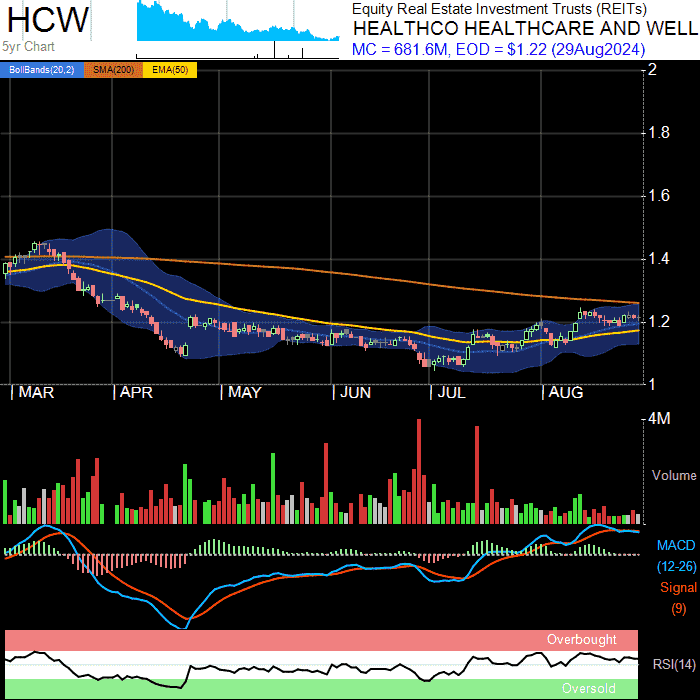 HCW
Equity Real Estate Investment Trusts (REITs)
HEALTHCO HEALTHCARE AND WELL
5yr Chart
MC = 681.6M, EOD = $1.22 (29Aug2024)
BollBands(20,2) SMA(200) EMA(50)
2
1.8
1.6
1.4
1.2
1
MAR APR MAY JUN JUL AUG
4M
Volume
MACD
(12-26)
Signal
(9)
Overbought
RSI(14)
Oversold